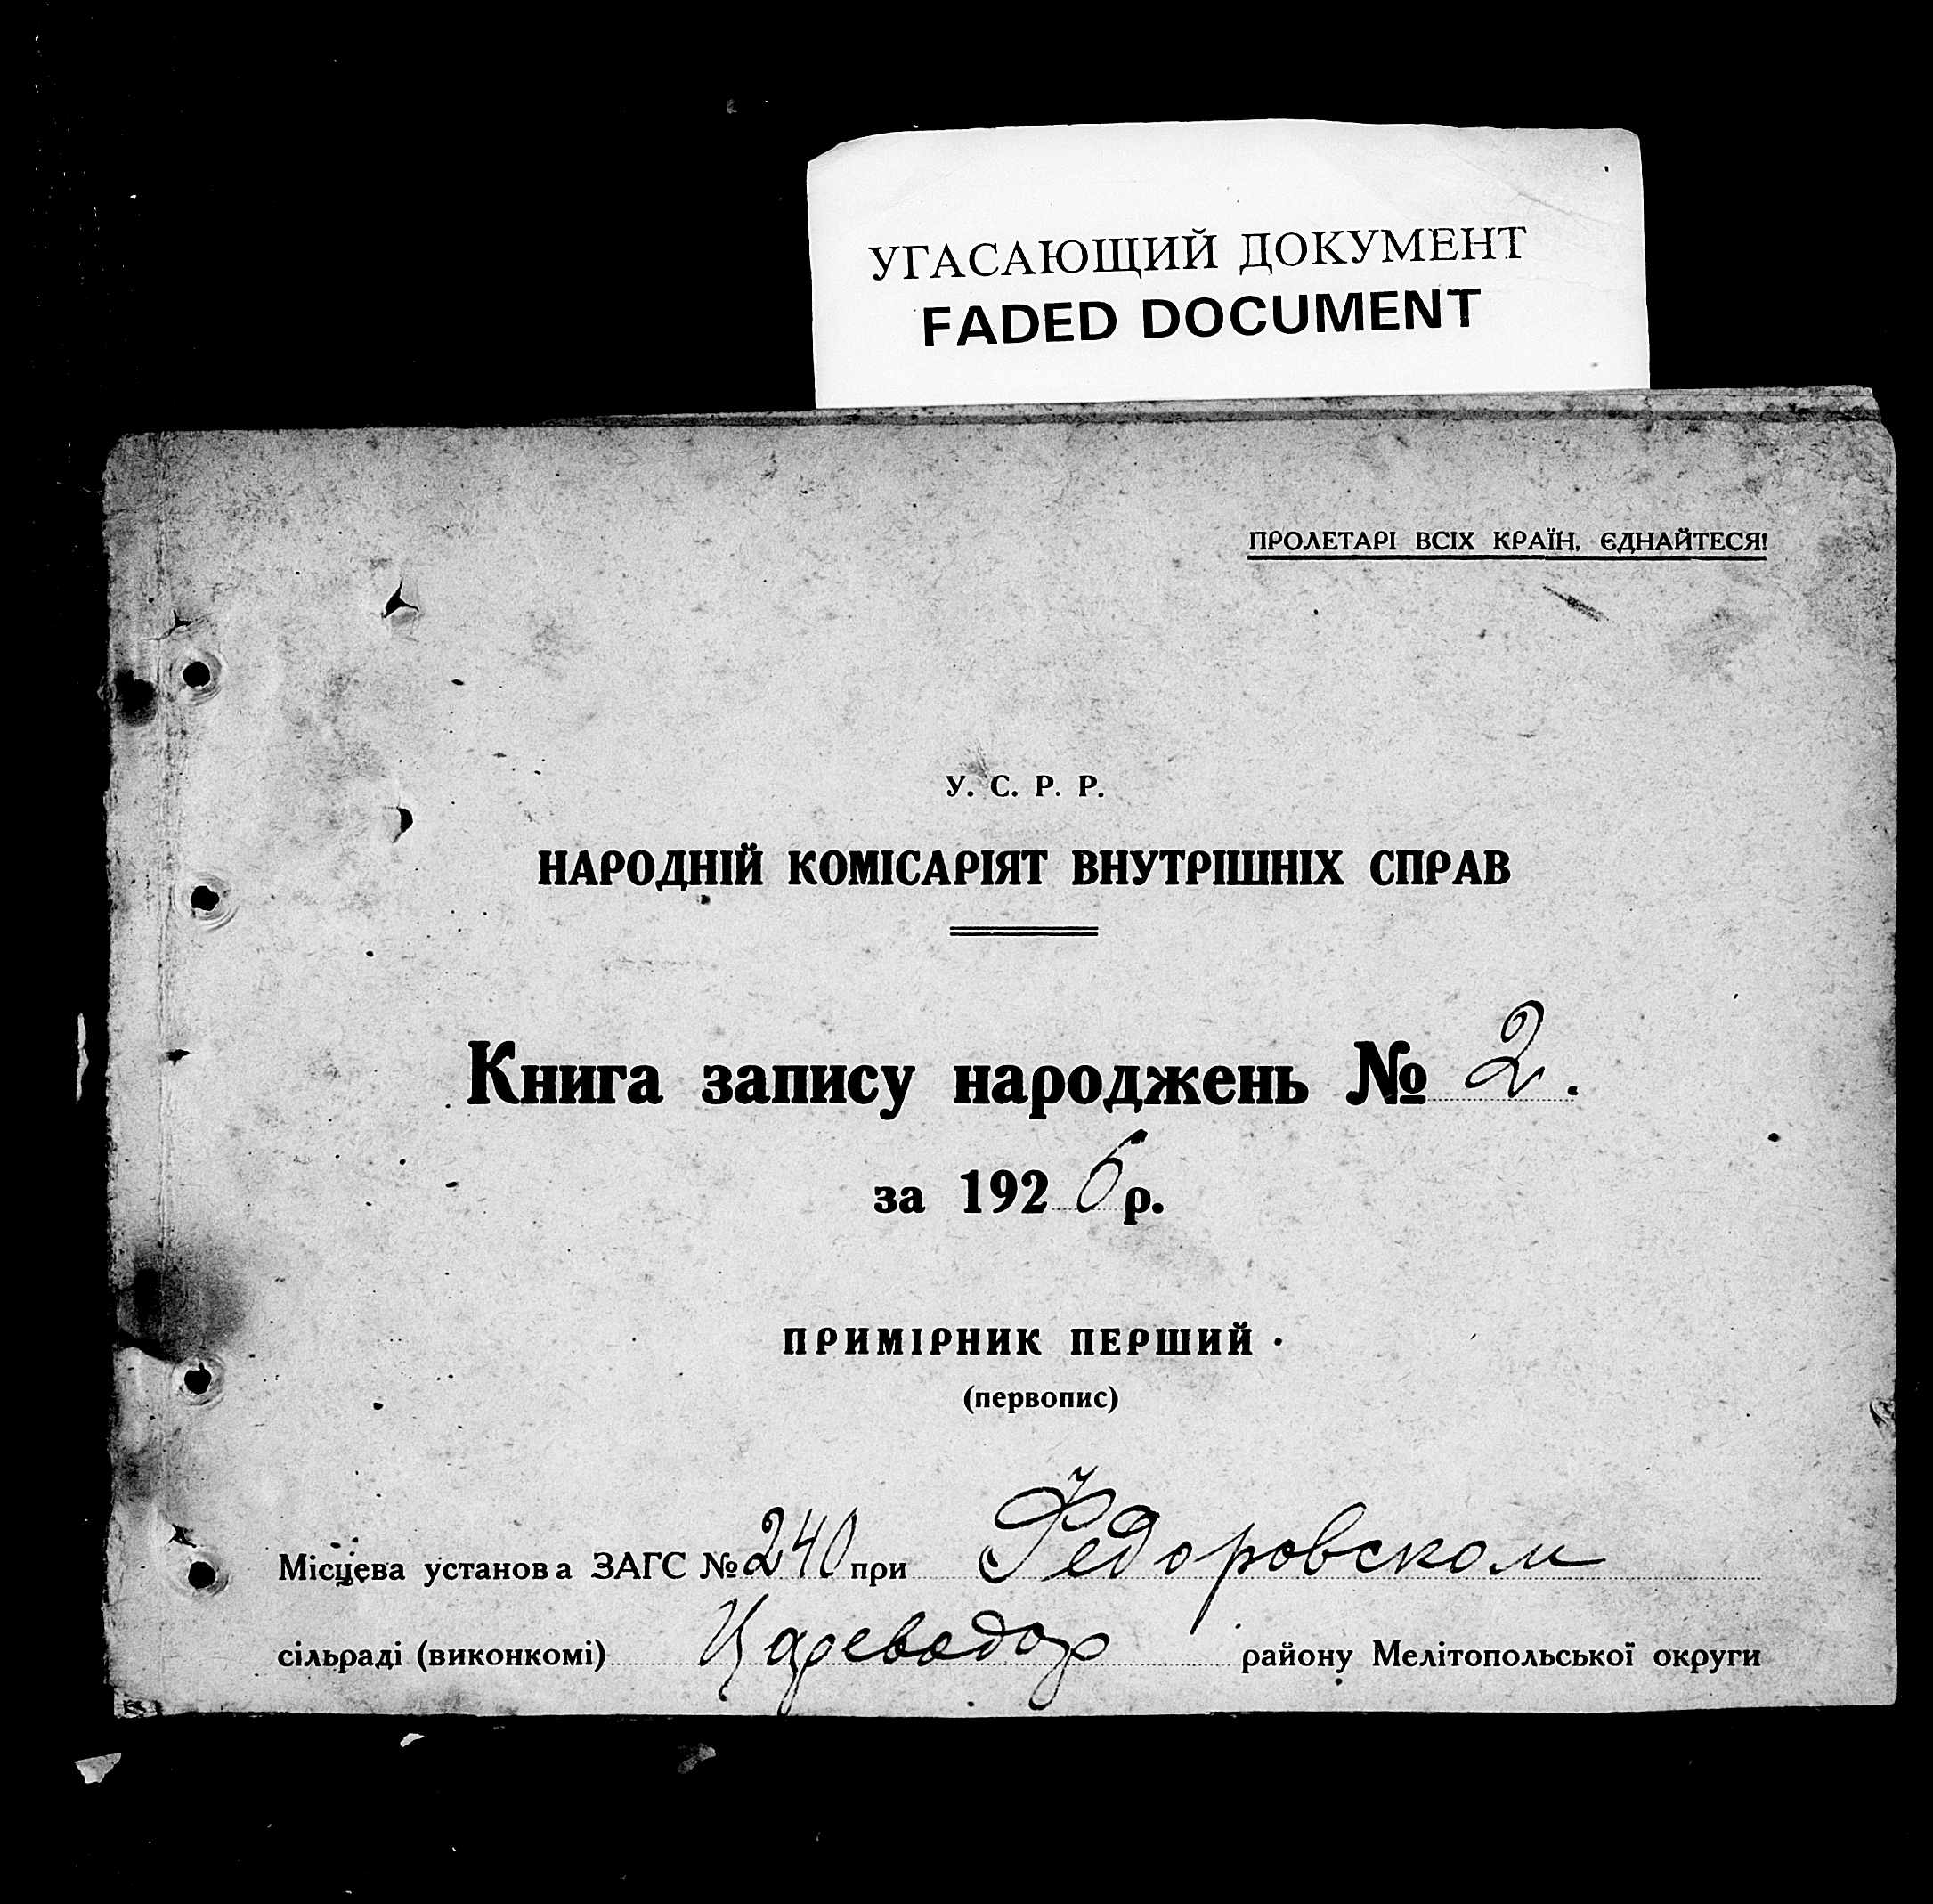 УГАСАЮЩИЙ ДОКУМЕНТ
FADED DOCUMENT
ПРОЛЕТАРІ ВСІХ КРАЇН, ЄДНАЙТЕСЯ!
У. С. Р. Р.
НАРОДНІЙ КОМІСАРІЯТ ВНУТРІШНІХ СПРАВ
Книга запису народжень № 2.
за 1926 р.
ПРИМІРНИК ПЕРШИЙ
(первопис)
Місцева установа ЗАГС № 240 при Федоровском
сільраді (виконкомі) району Мелітопольської округи